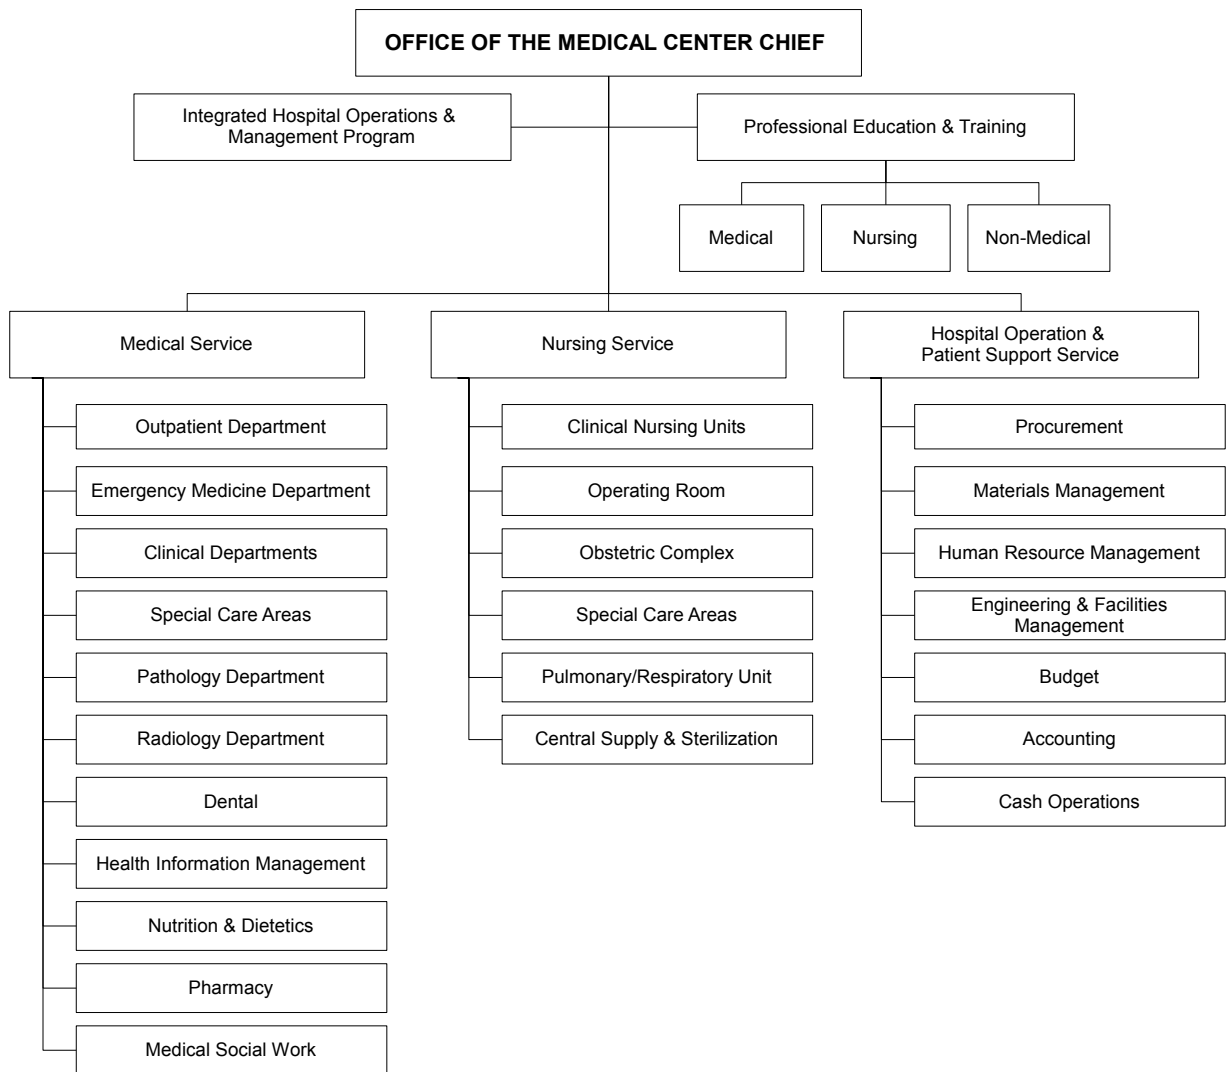 OFFICE OF THE MEDICAL CENTER CHIEF
Integrated Hospital Operations &
Management Program
Professional Education & Training
Medical
Nursing
Non-Medical
Medical Service
Nursing Service
Hospital Operation &
Patient Support Service
Outpatient Department
Emergency Medicine Department
Clinical Departments
Special Care Areas
Pathology Department
Radiology Department
Dental
Health Information Management
Nutrition & Dietetics
Pharmacy
Medical Social Work
Clinical Nursing Units
Operating Room
Obstetric Complex
Special Care Areas
Pulmonary/Respiratory Unit
Central Supply & Sterilization
Procurement
Materials Management
Human Resource Management
Engineering & Facilities
Management
Budget
Accounting
Cash Operations